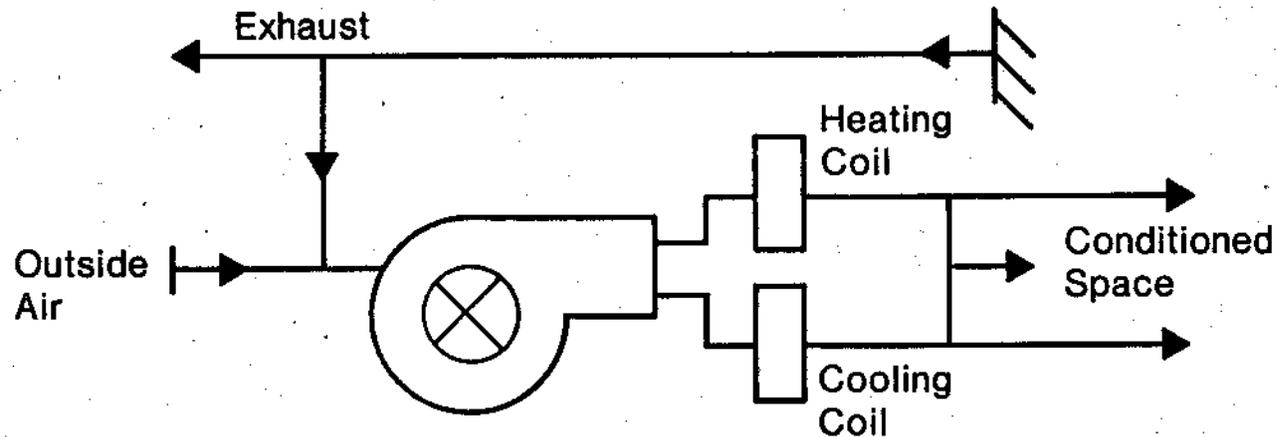 Exhaust
Heating
Coil
Outside
Air
Conditioned
Space
Cooling
Coil